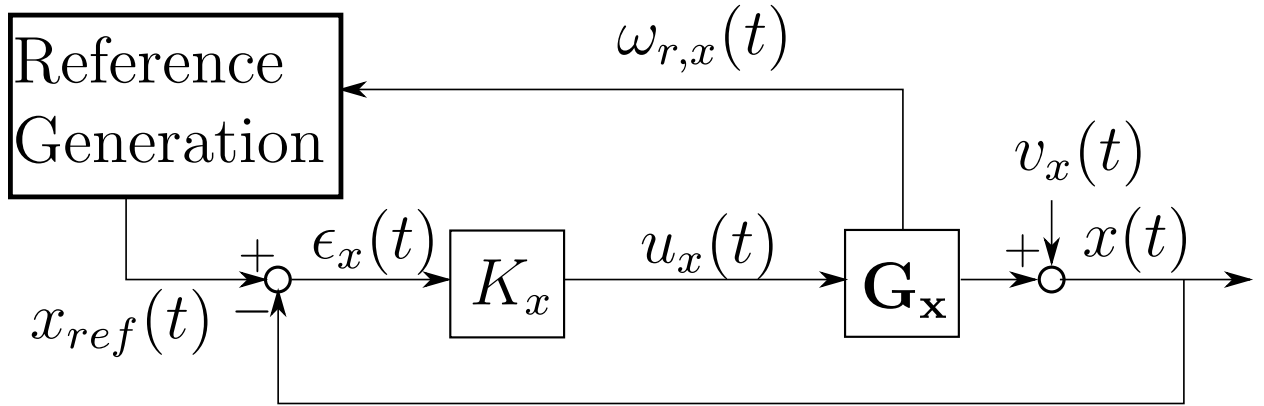 Reference
Generation
ω_{r,x}(t)
v_x(t)
+
ϵ_x(t)
u_x(t)
+
x(t)
K_x
G_x
x_{ref}(t)
−